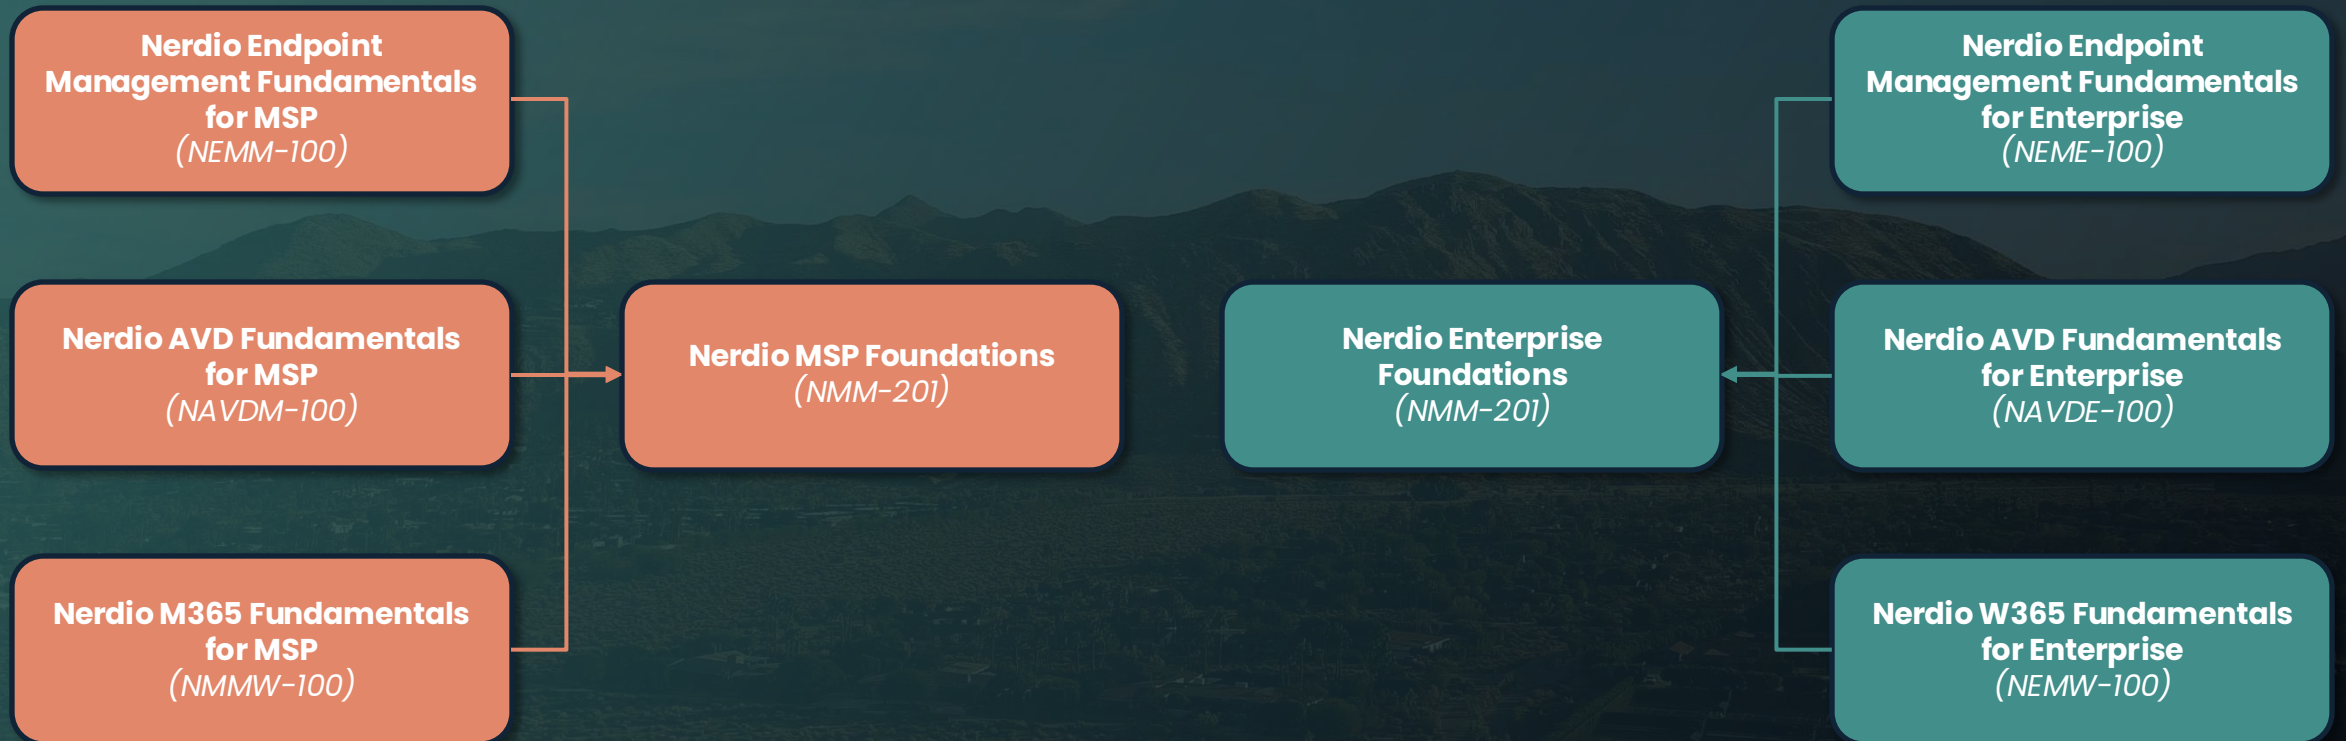 Nerdio Endpoint
Management Fundamentals
for MSP
(NEMM-100)
Nerdio AVD Fundamentals
for MSP
(NAVDM-100)
Nerdio M365 Fundamentals
for MSP
(NMMW-100)
Nerdio MSP Foundations
(NMM-201)
Nerdio Enterprise
Foundations
(NMM-201)
Nerdio Endpoint
Management Fundamentals
for Enterprise
(NEME-100)
Nerdio AVD Fundamentals
for Enterprise
(NAVDE-100)
Nerdio W365 Fundamentals
for Enterprise
(NEMW-100)